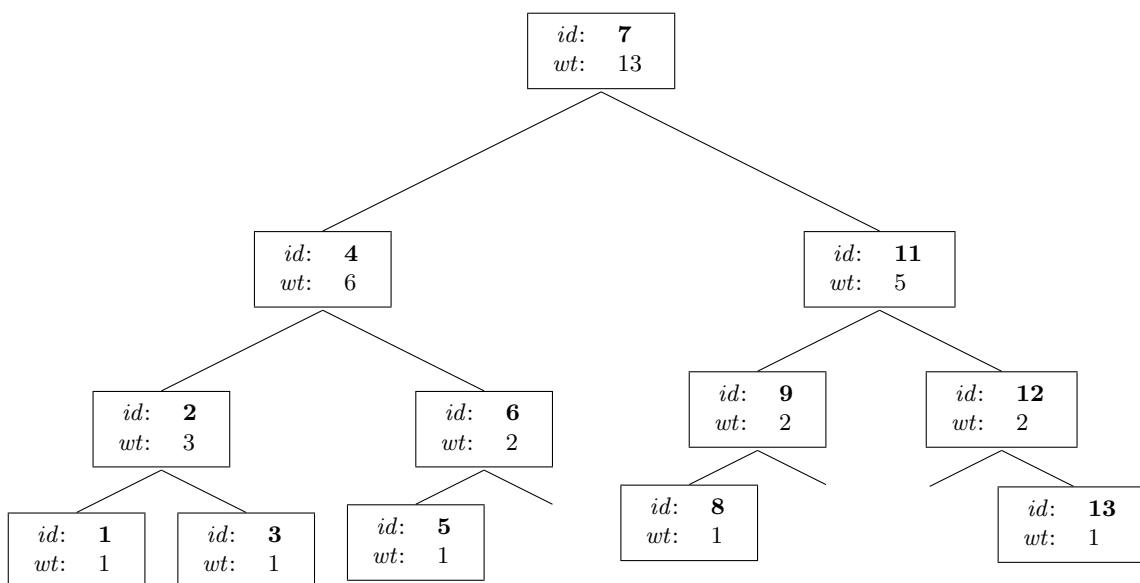 id: 7
wt: 13
id: 4
wt: 6
id: 11
wt: 5
id: 2
wt: 3
id: 6
wt: 2
id: 9
wt: 2
id: 12
wt: 2
id: 1
wt: 1
id: 3
wt: 1
id: 5
wt: 1
id: 8
wt: 1
id: 13
wt: 1